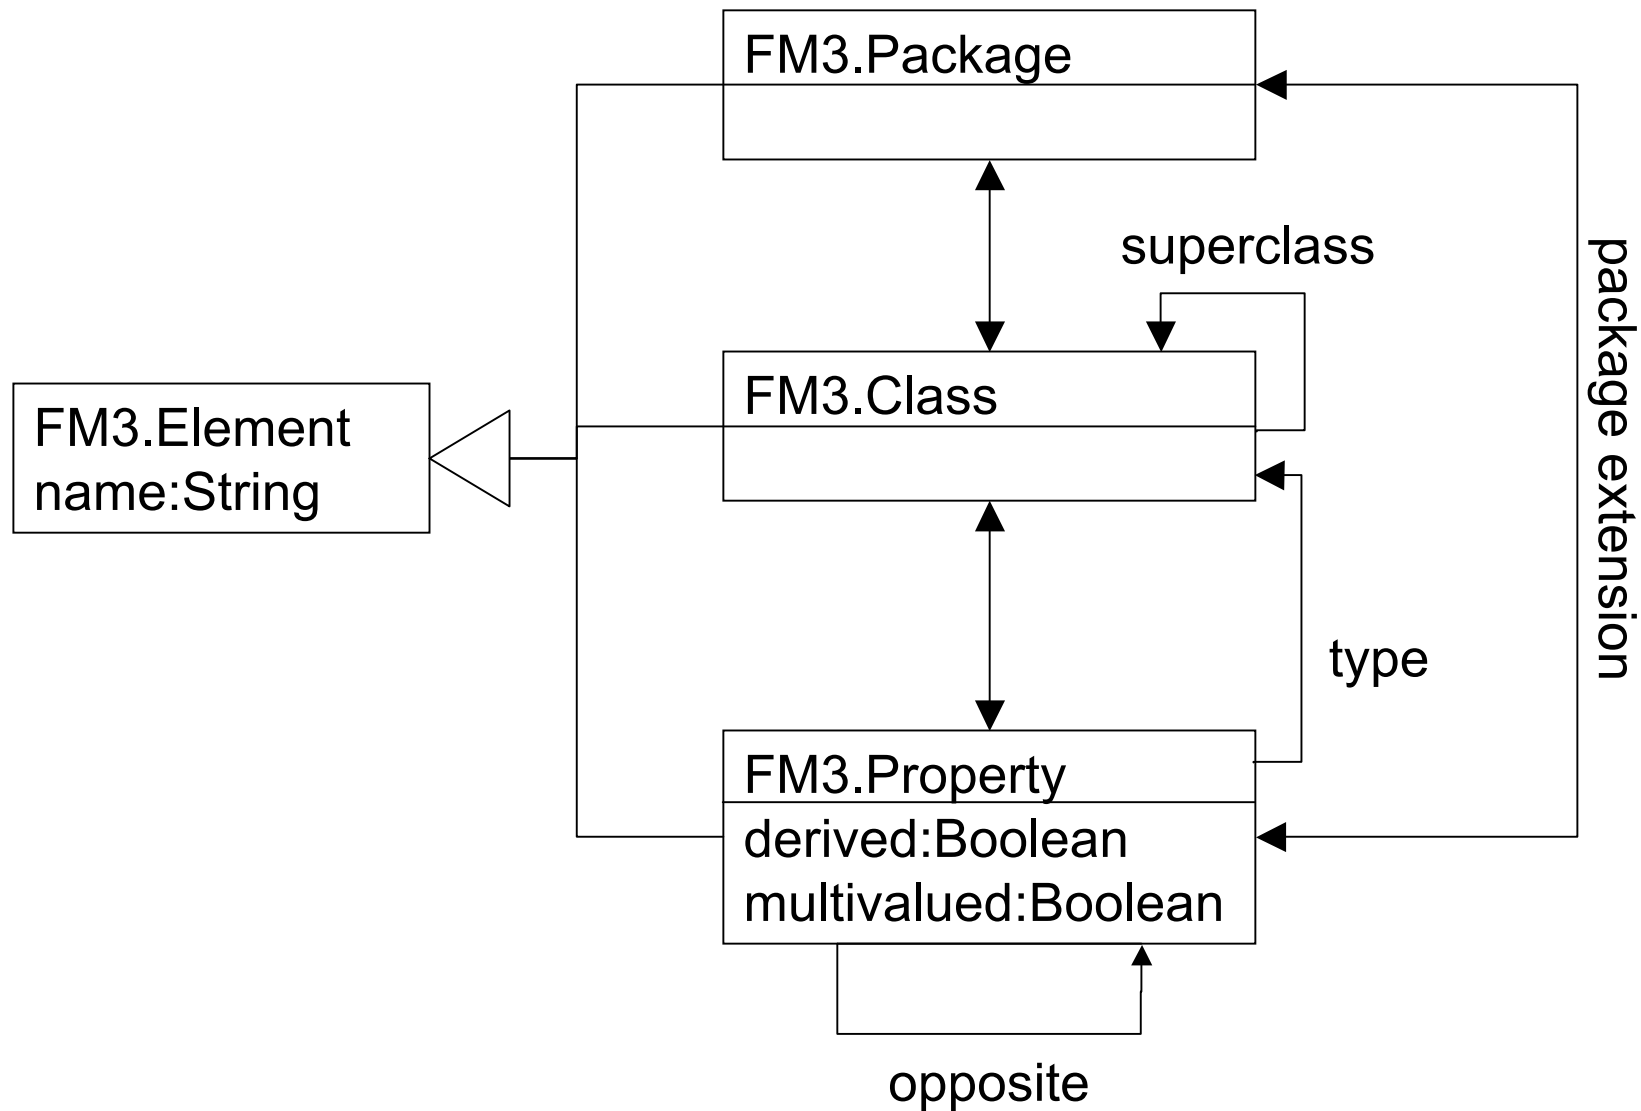 FM3.Package
superclass
package extension
FM3.Class
FM3.Element
name:String
type
FM3.Property
derived:Boolean
multivalued:Boolean
opposite